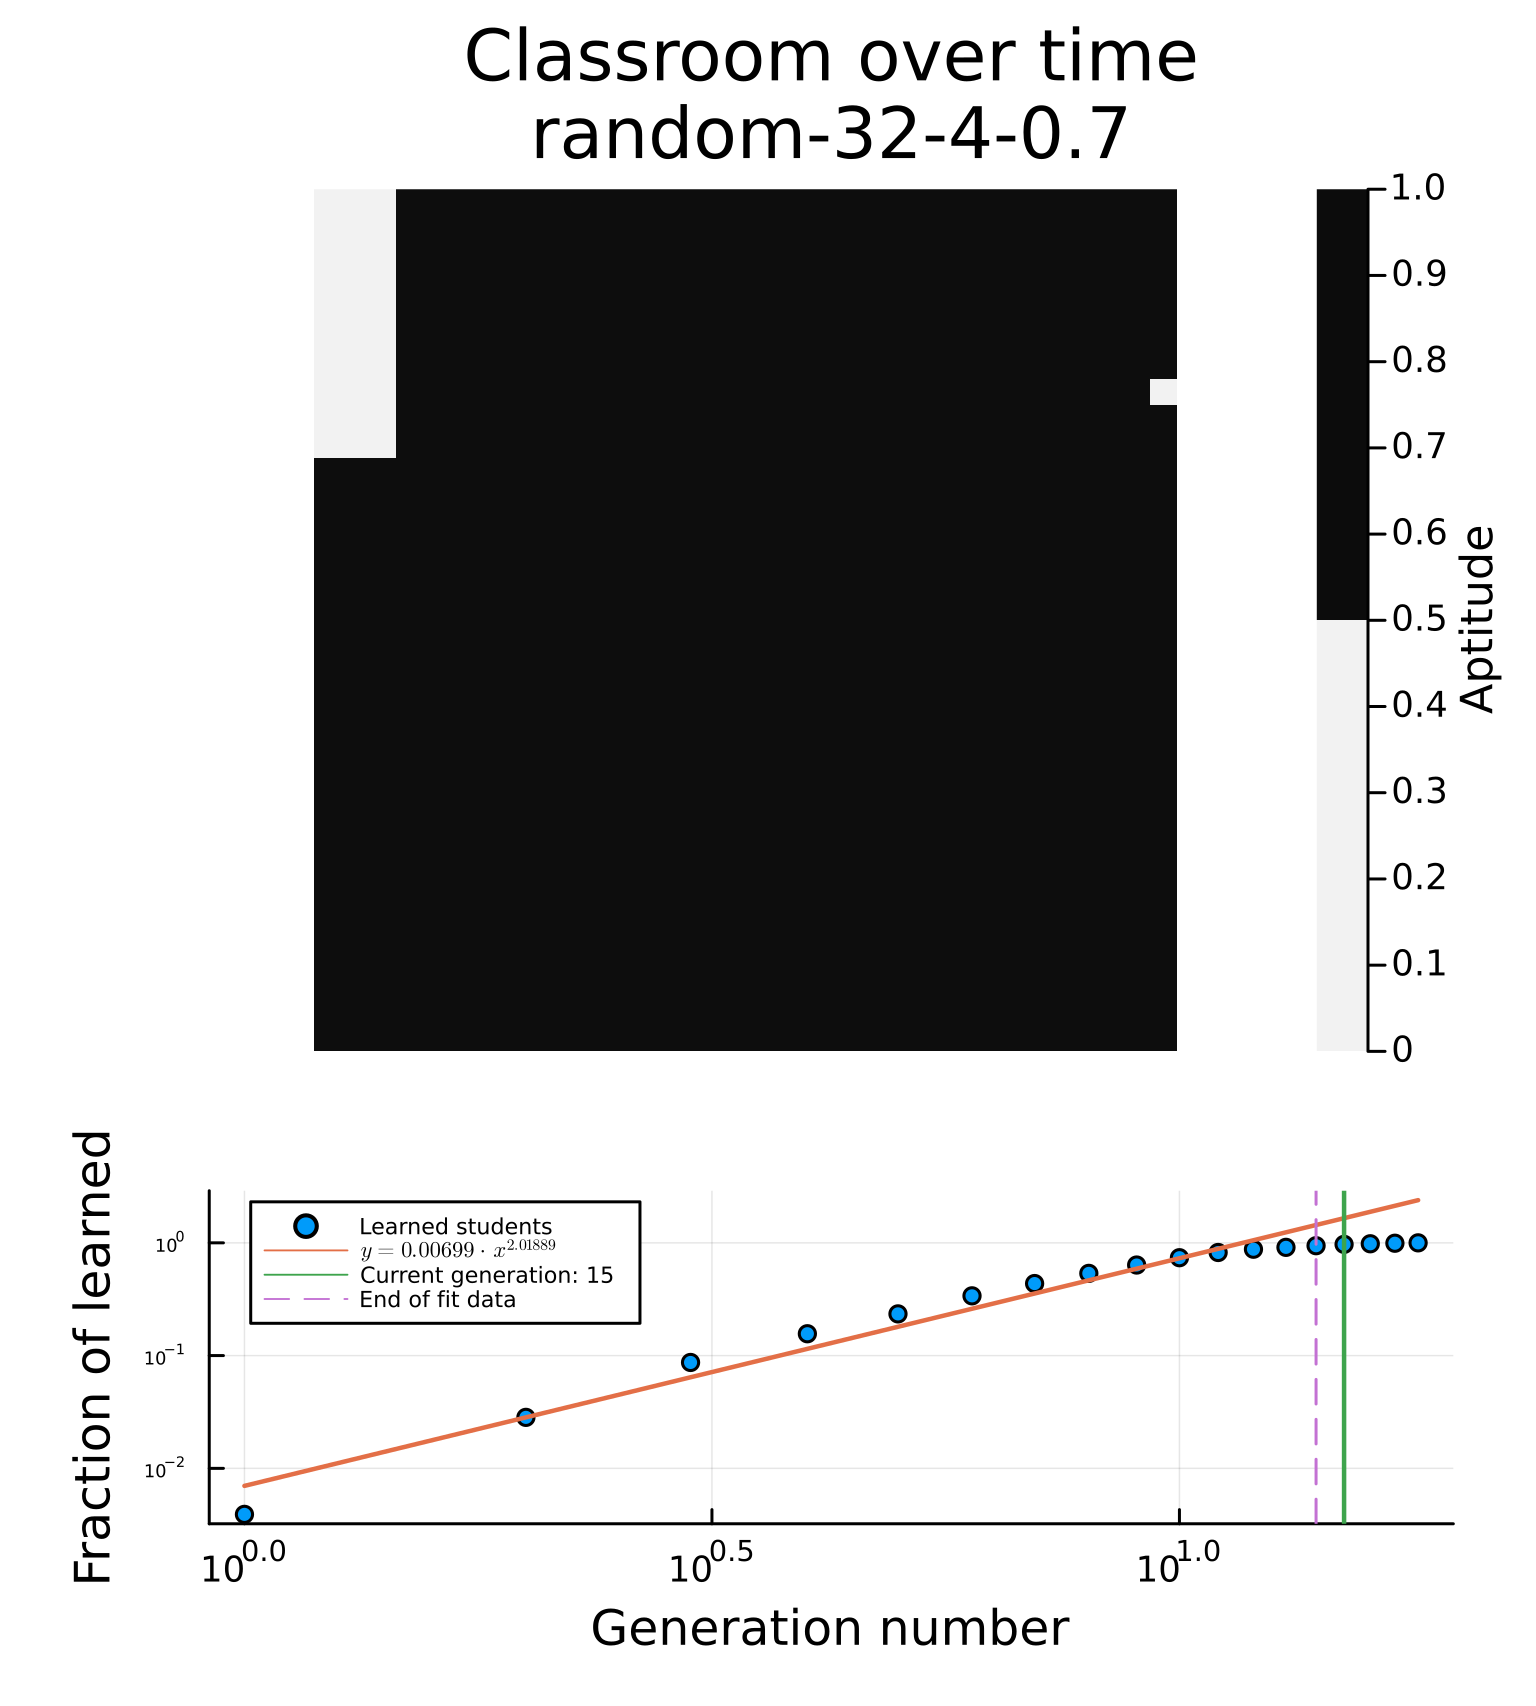 Classroom over time
random-32-4-0.7
1.0
0.9
0.8
0.7
0.6
0.5
0.4
0.3
0.2
0.1
0
Aptitude
Fraction of learned
10⁰
10⁻¹
10⁻²
Learned students
y = 0.00699 · x^2.01889
Current generation: 15
End of fit data
10^0.0
10^0.5
10^1.0
Generation number